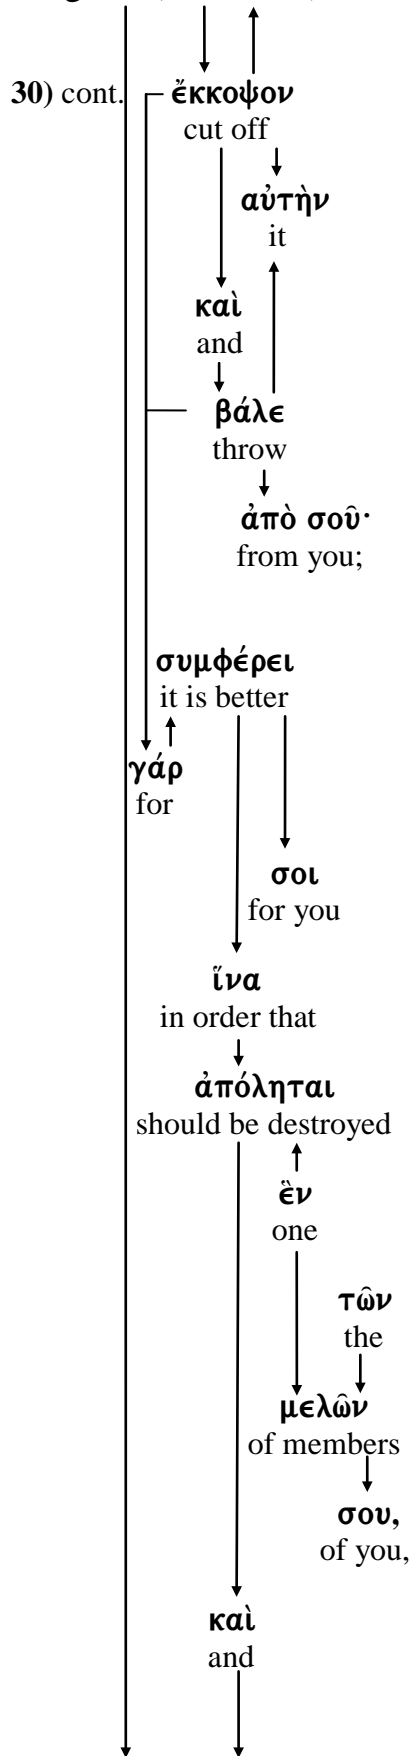 30) cont. ἔκκοψον
cut off
αὐτὴν
it
καὶ
and
βάλε
throw
ἀπὸ σοῦ·
from you;
συμφέρει
it is better
γάρ
for
σοι
for you
ἵνα
in order that
ἀπόληται
should be destroyed
ἓν
one
τῶν
the
μελῶν
of members
σου,
of you,
καὶ
and